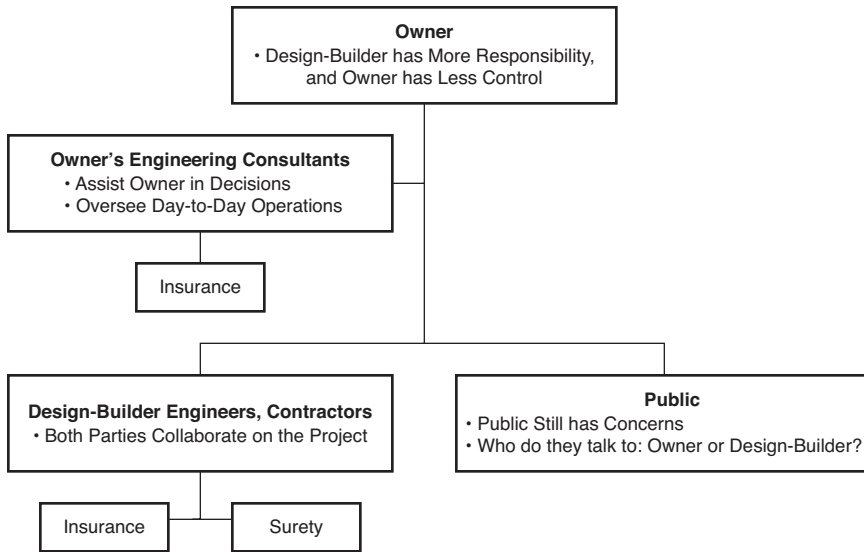 Owner
• Design-Builder has More Responsibility,
and Owner has Less Control
Owner’s Engineering Consultants
• Assist Owner in Decisions
• Oversee Day-to-Day Operations
Insurance
Design-Builder Engineers, Contractors
• Both Parties Collaborate on the Project
Public
• Public Still has Concerns
• Who do they talk to: Owner or Design-Builder?
Insurance
Surety